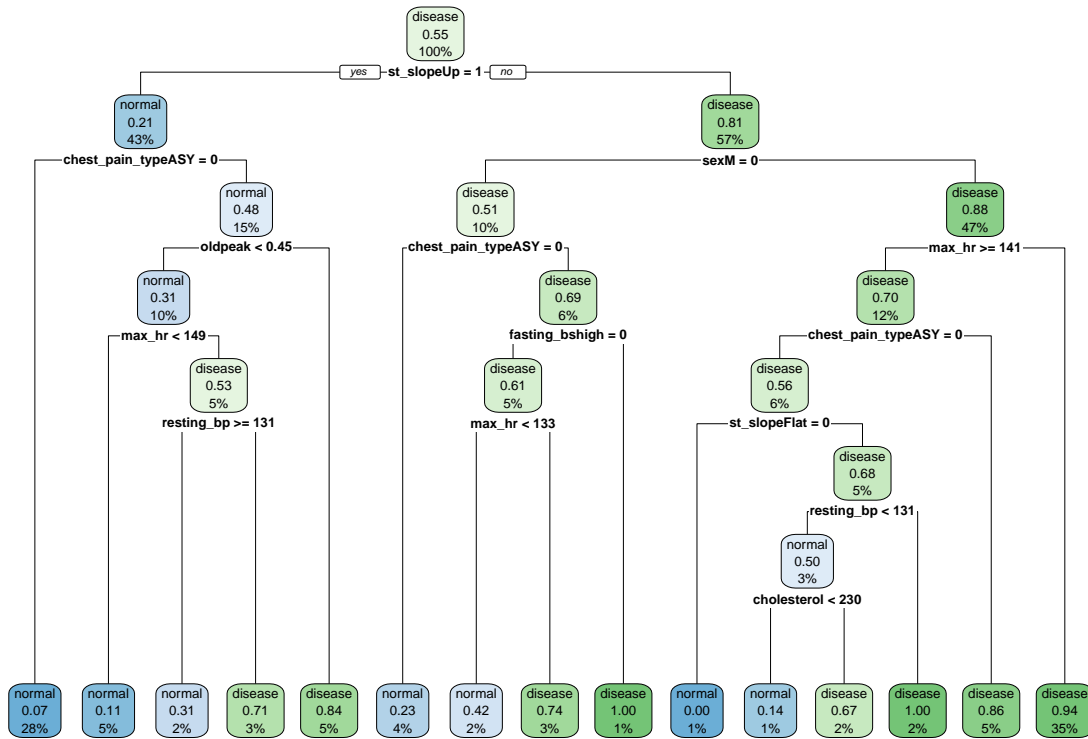 disease
0.55
100%
yes st_slopeUp = 1 no
normal
0.21
43%
disease
0.81
57%
chest_pain_typeASY = 0
sexM = 0
normal
0.48
15%
disease
0.51
10%
disease
0.88
47%
oldpeak < 0.45
chest_pain_typeASY = 0
max_hr >= 141
normal
0.31
10%
disease
0.69
6%
disease
0.70
12%
max_hr < 149
fasting_bshigh = 0
chest_pain_typeASY = 0
disease
0.53
5%
disease
0.61
5%
disease
0.56
6%
resting_bp >= 131
max_hr < 133
st_slopeFlat = 0
disease
0.68
5%
resting_bp < 131
normal
0.50
3%
cholesterol < 230
normal
0.07
28%
normal
0.11
5%
normal
0.31
2%
disease
0.71
3%
disease
0.84
5%
normal
0.23
4%
normal
0.42
2%
disease
0.74
3%
disease
1.00
1%
normal
0.00
1%
normal
0.14
1%
disease
0.67
2%
disease
1.00
2%
disease
0.86
5%
disease
0.94
35%